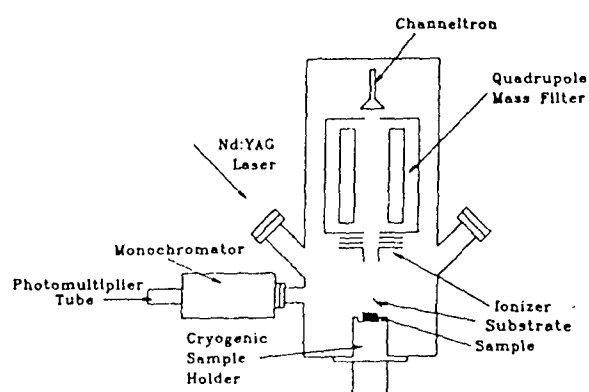 Channeltron
Quadrupole
Mass Filter
Nd:YAG
Laser
Monochromator
Photomultiplier
Tube
Ionizer
Substrate
Sample
Cryogenic
Sample
Holder